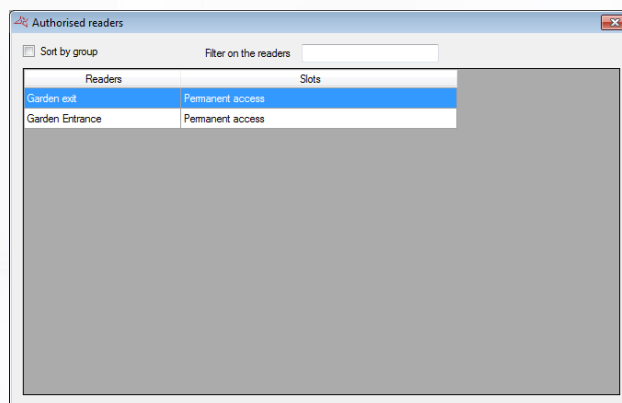 Authorised readers
Sort by group Filter on the readers
Readers Slots
Garden exit Permanent access
Garden Entrance Permanent access